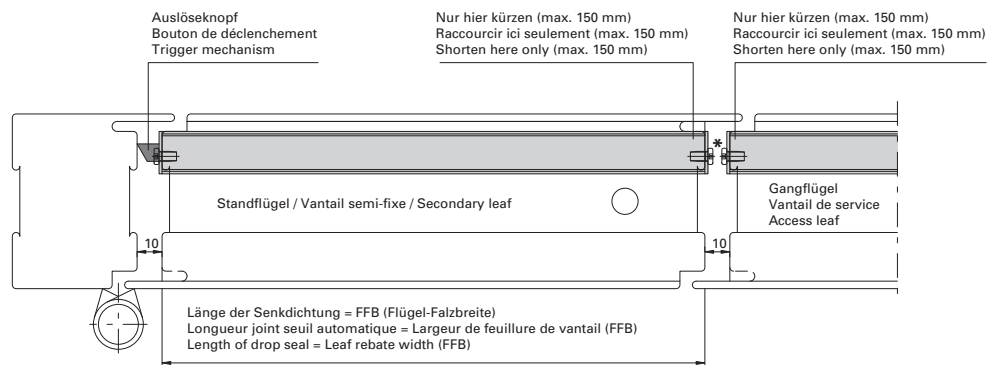 Auslöseknopf
Bouton de déclenchement
Trigger mechanism
Nur hier kürzen (max. 150 mm)
Raccourcir ici seulement (max. 150 mm)
Shorten here only (max. 150 mm)
Nur hier kürzen (max. 150 mm)
Raccourcir ici seulement (max. 150 mm)
Shorten here only (max. 150 mm)
*
Standflügel / Vantail semi-fixe / Secondary leaf
Gangflügel
Vantail de service
Access leaf
10
10
Länge der Senkdichtung = FFB (Flügel-Falzbreite)
Longueur joint seuil automatique = Largeur de feuillure de vantail (FFB)
Length of drop seal = Leaf rebate width (FFB)